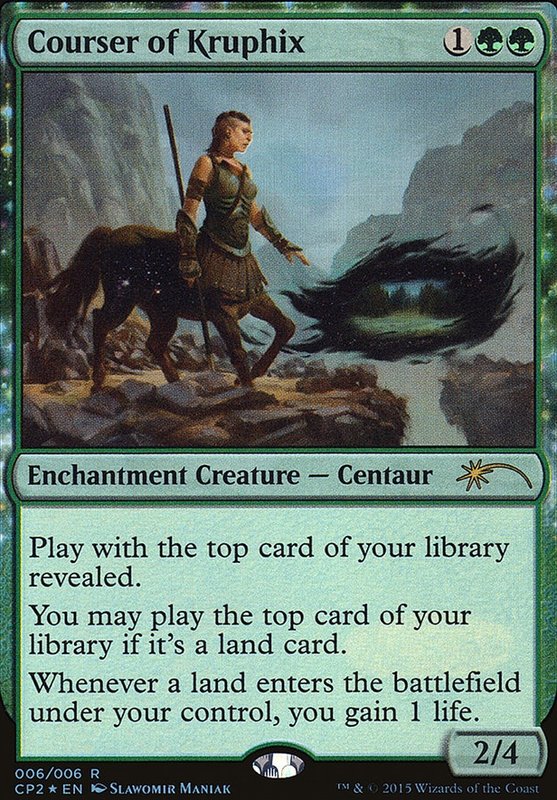 Courser of Kruphix 1
Enchantment Creature — Centaur
Play with the top card of your library
revealed.
You may play the top card of your
library if it's a land card.
Whenever a land enters the battlefield
under your control, you gain 1 life.
2/4
006/006 R
CP2 ★ EN Slawomir Maniak ™ & © 2015 Wizards of the Coast